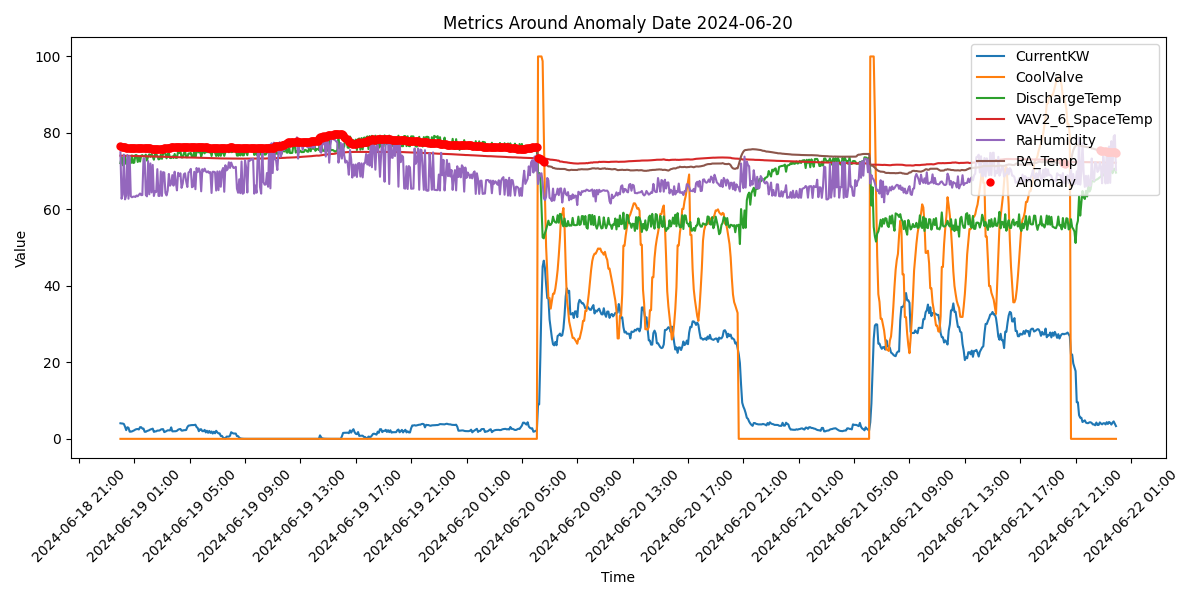 Metrics Around Anomaly Date 2024-06-20
100
80
60
40
20
0
Value
CurrentKW
CoolValve
DischargeTemp
VAV2_6_SpaceTemp
RaHumidity
RA_Temp
Anomaly
2024-06-18 21:00
2024-06-19 01:00
2024-06-19 05:00
2024-06-19 09:00
2024-06-19 13:00
2024-06-19 17:00
2024-06-19 21:00
2024-06-20 01:00
2024-06-20 05:00
2024-06-20 09:00
2024-06-20 13:00
2024-06-20 17:00
2024-06-20 21:00
2024-06-21 01:00
2024-06-21 05:00
2024-06-21 09:00
2024-06-21 13:00
2024-06-21 17:00
2024-06-21 21:00
2024-06-22 01:00
Time